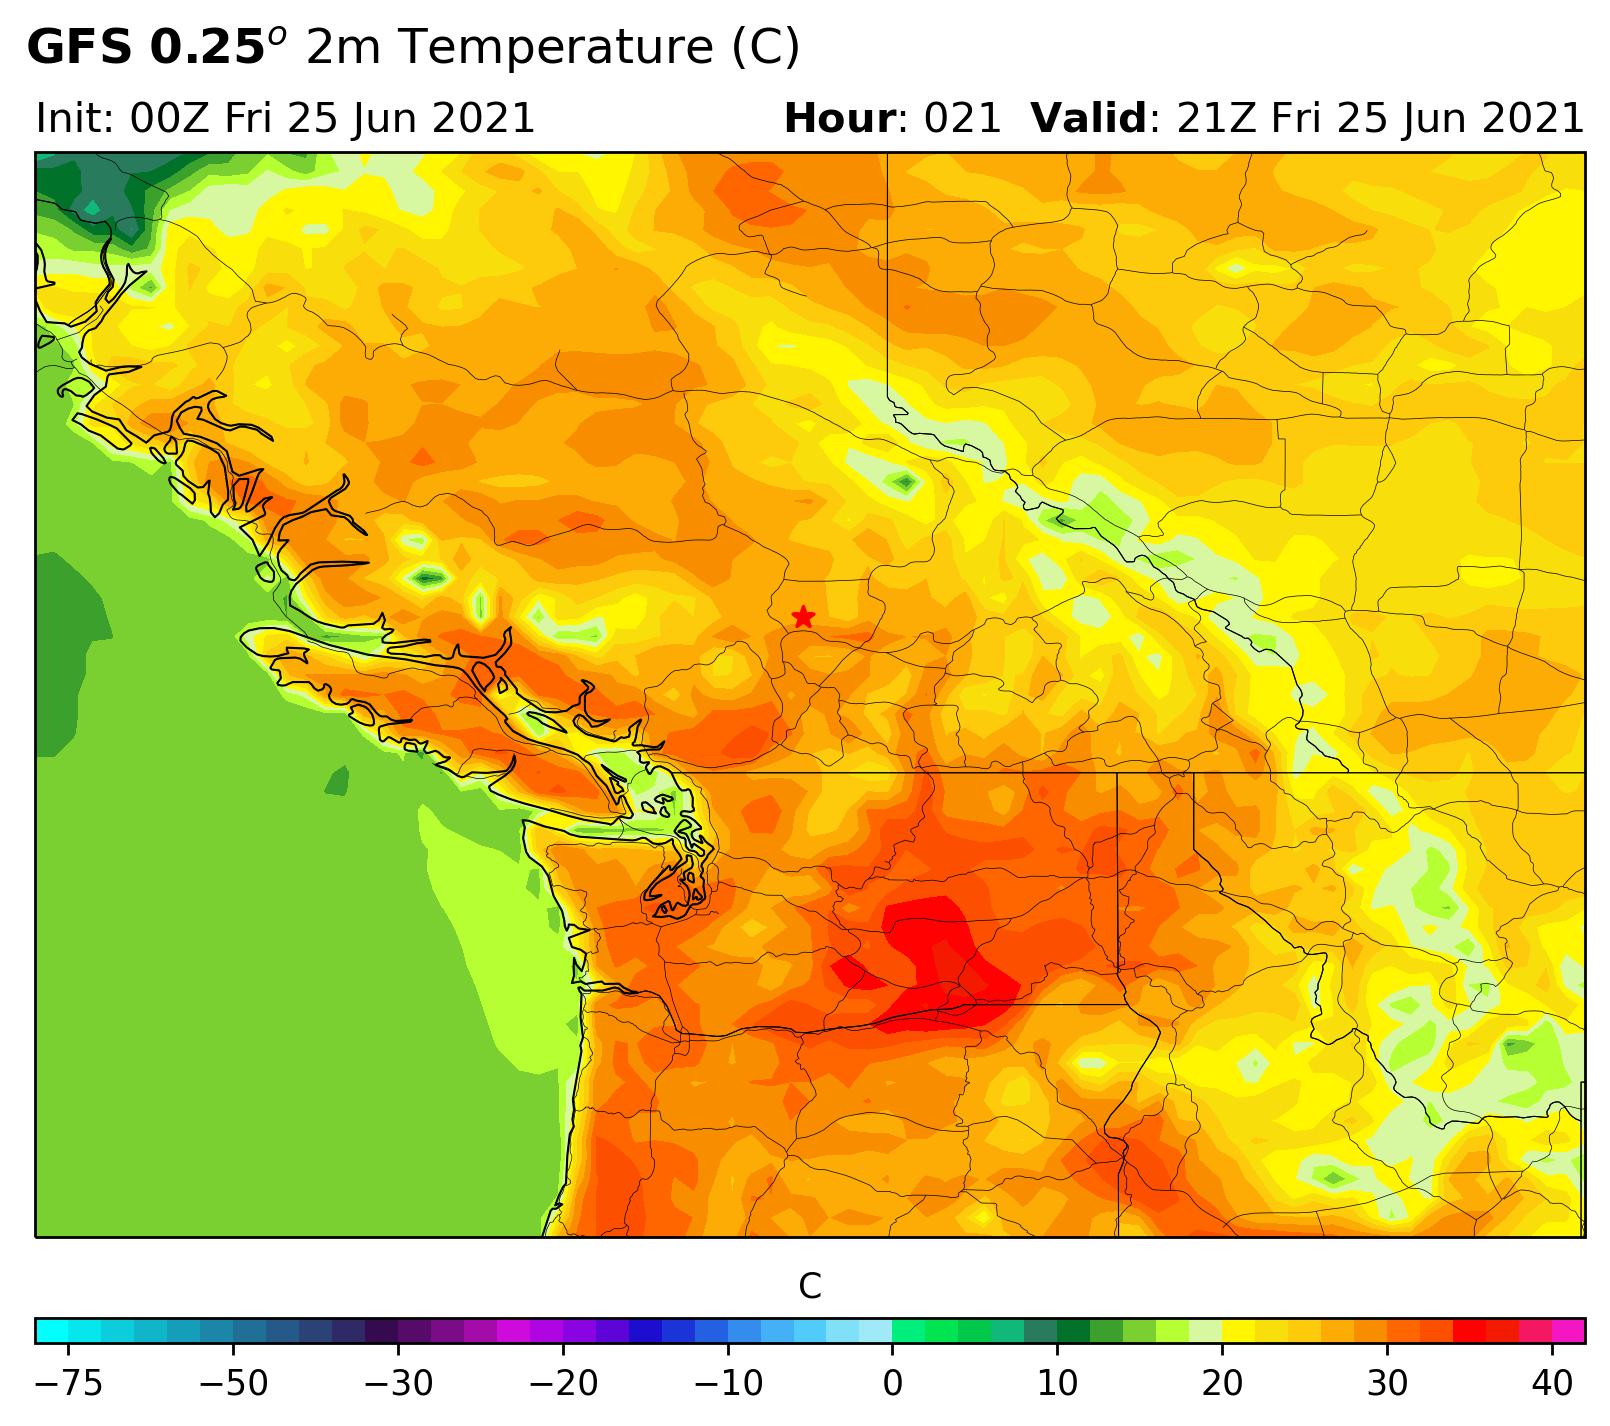 GFS 0.25° 2m Temperature (C)
Init: 00Z Fri 25 Jun 2021 Hour: 021 Valid: 21Z Fri 25 Jun 2021
C
−75 −50 −30 −20 −10 0 10 20 30 40